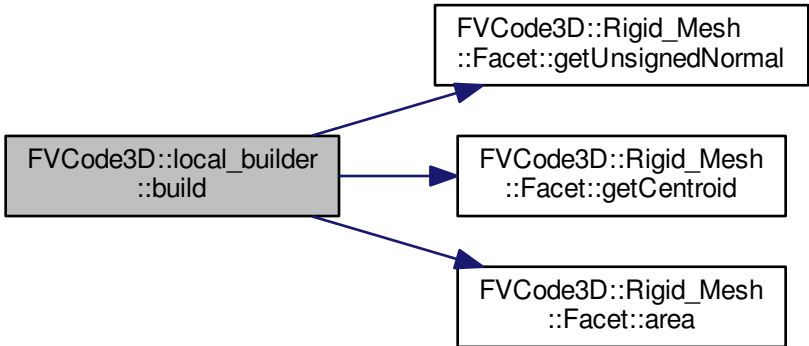 FVCode3D::Rigid_Mesh
::Facet::getUnsignedNormal
FVCode3D::local_builder
::build
FVCode3D::Rigid_Mesh
::Facet::getCentroid
FVCode3D::Rigid_Mesh
::Facet::area